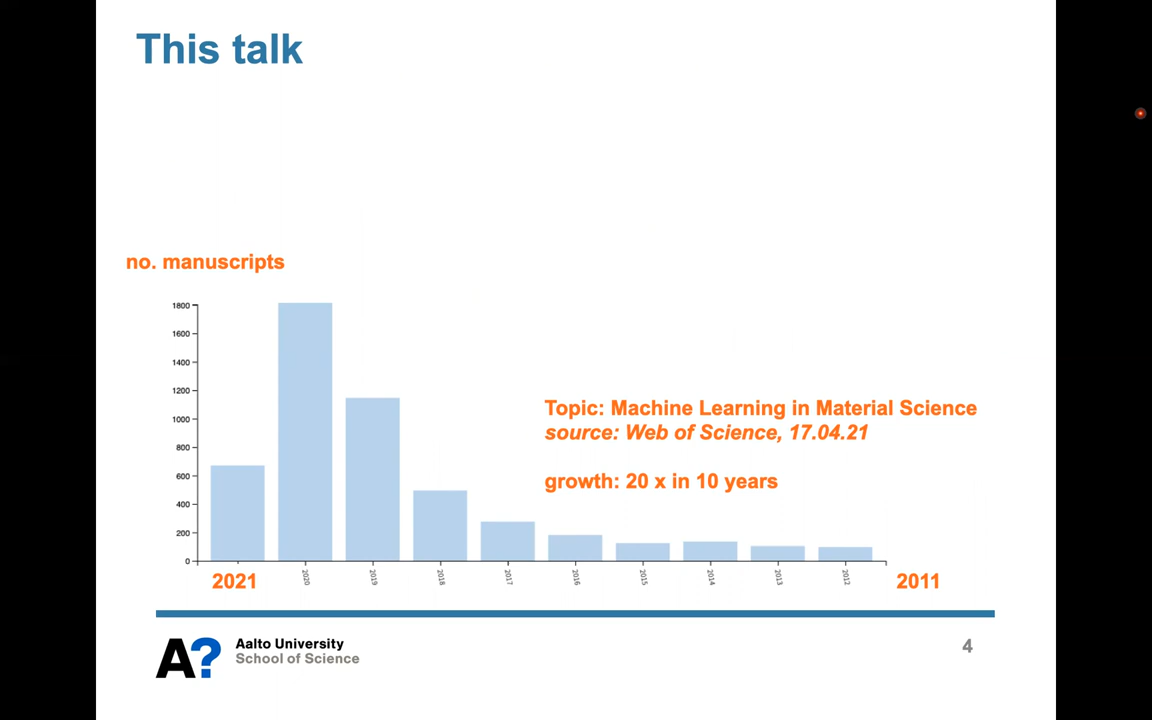 This talk
no. manuscripts
1800
1600
1400
1200
1000
800
600
400
200
0
Topic: Machine Learning in Material Science
source: Web of Science, 17.04.21
growth: 20 x in 10 years
2021 2020 2019 2018 2017 2016 2015 2014 2013 2012 2011
A?
Aalto University
School of Science
4